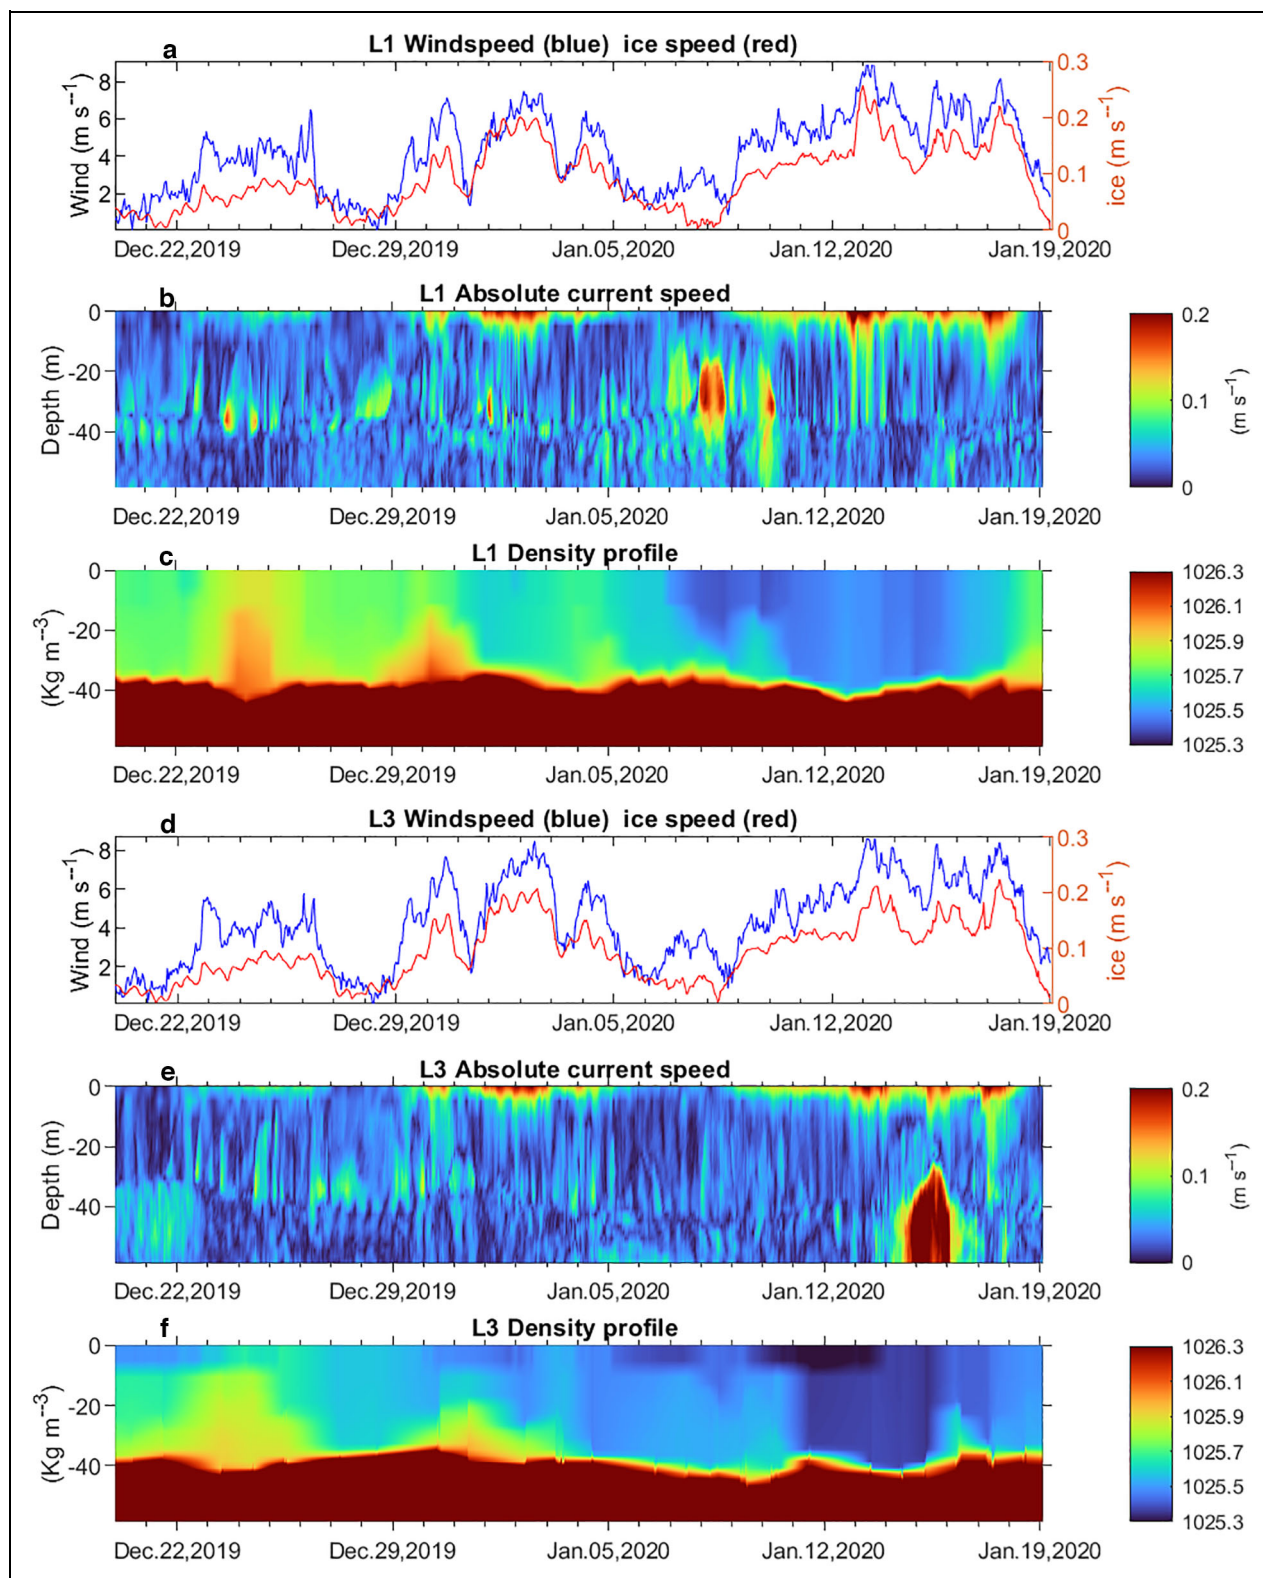 a L1 Windspeed (blue) ice speed (red)
Wind (m s⁻¹)
8
6
4
2
0.3
0.2
0.1
0
ice (m s⁻¹)
Dec.22,2019 Dec.29,2019 Jan.05,2020 Jan.12,2020 Jan.19,2020
b L1 Absolute current speed
Depth (m)
0
-20
-40
0.2
0.1
0
(m s⁻¹)
Dec.22,2019 Dec.29,2019 Jan.05,2020 Jan.12,2020 Jan.19,2020
c L1 Density profile
(Kg m⁻³)
0
-20
-40
1026.3
1026.1
1025.9
1025.7
1025.5
1025.3
Dec.22,2019 Dec.29,2019 Jan.05,2020 Jan.12,2020 Jan.19,2020
d L3 Windspeed (blue) ice speed (red)
Wind (m s⁻¹)
8
6
4
2
0.3
0.2
0.1
0
ice (m s⁻¹)
Dec.22,2019 Dec.29,2019 Jan.05,2020 Jan.12,2020 Jan.19,2020
e L3 Absolute current speed
Depth (m)
0
-20
-40
0.2
0.1
0
(m s⁻¹)
Dec.22,2019 Dec.29,2019 Jan.05,2020 Jan.12,2020 Jan.19,2020
f L3 Density profile
(Kg m⁻³)
0
-20
-40
1026.3
1026.1
1025.9
1025.7
1025.5
1025.3
Dec.22,2019 Dec.29,2019 Jan.05,2020 Jan.12,2020 Jan.19,2020